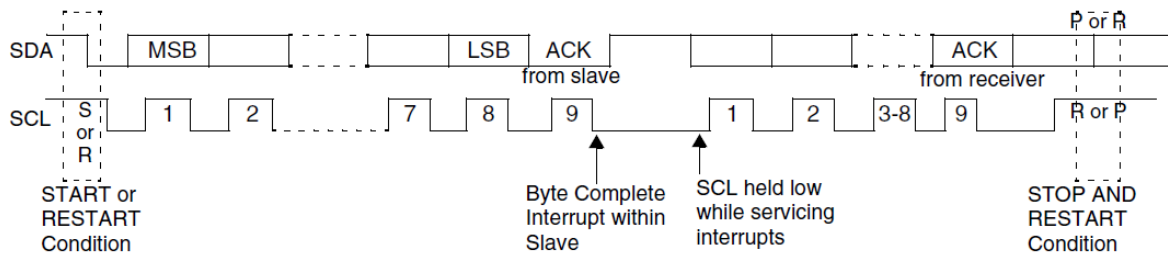 P or R
SDA MSB LSB ACK ACK
from slave from receiver
SCL S or R 1 2 7 8 9 1 2 3-8 9 R or P
START or
RESTART
Condition
Byte Complete
Interrupt within
Slave
SCL held low
while servicing
interrupts
STOP AND
RESTART
Condition